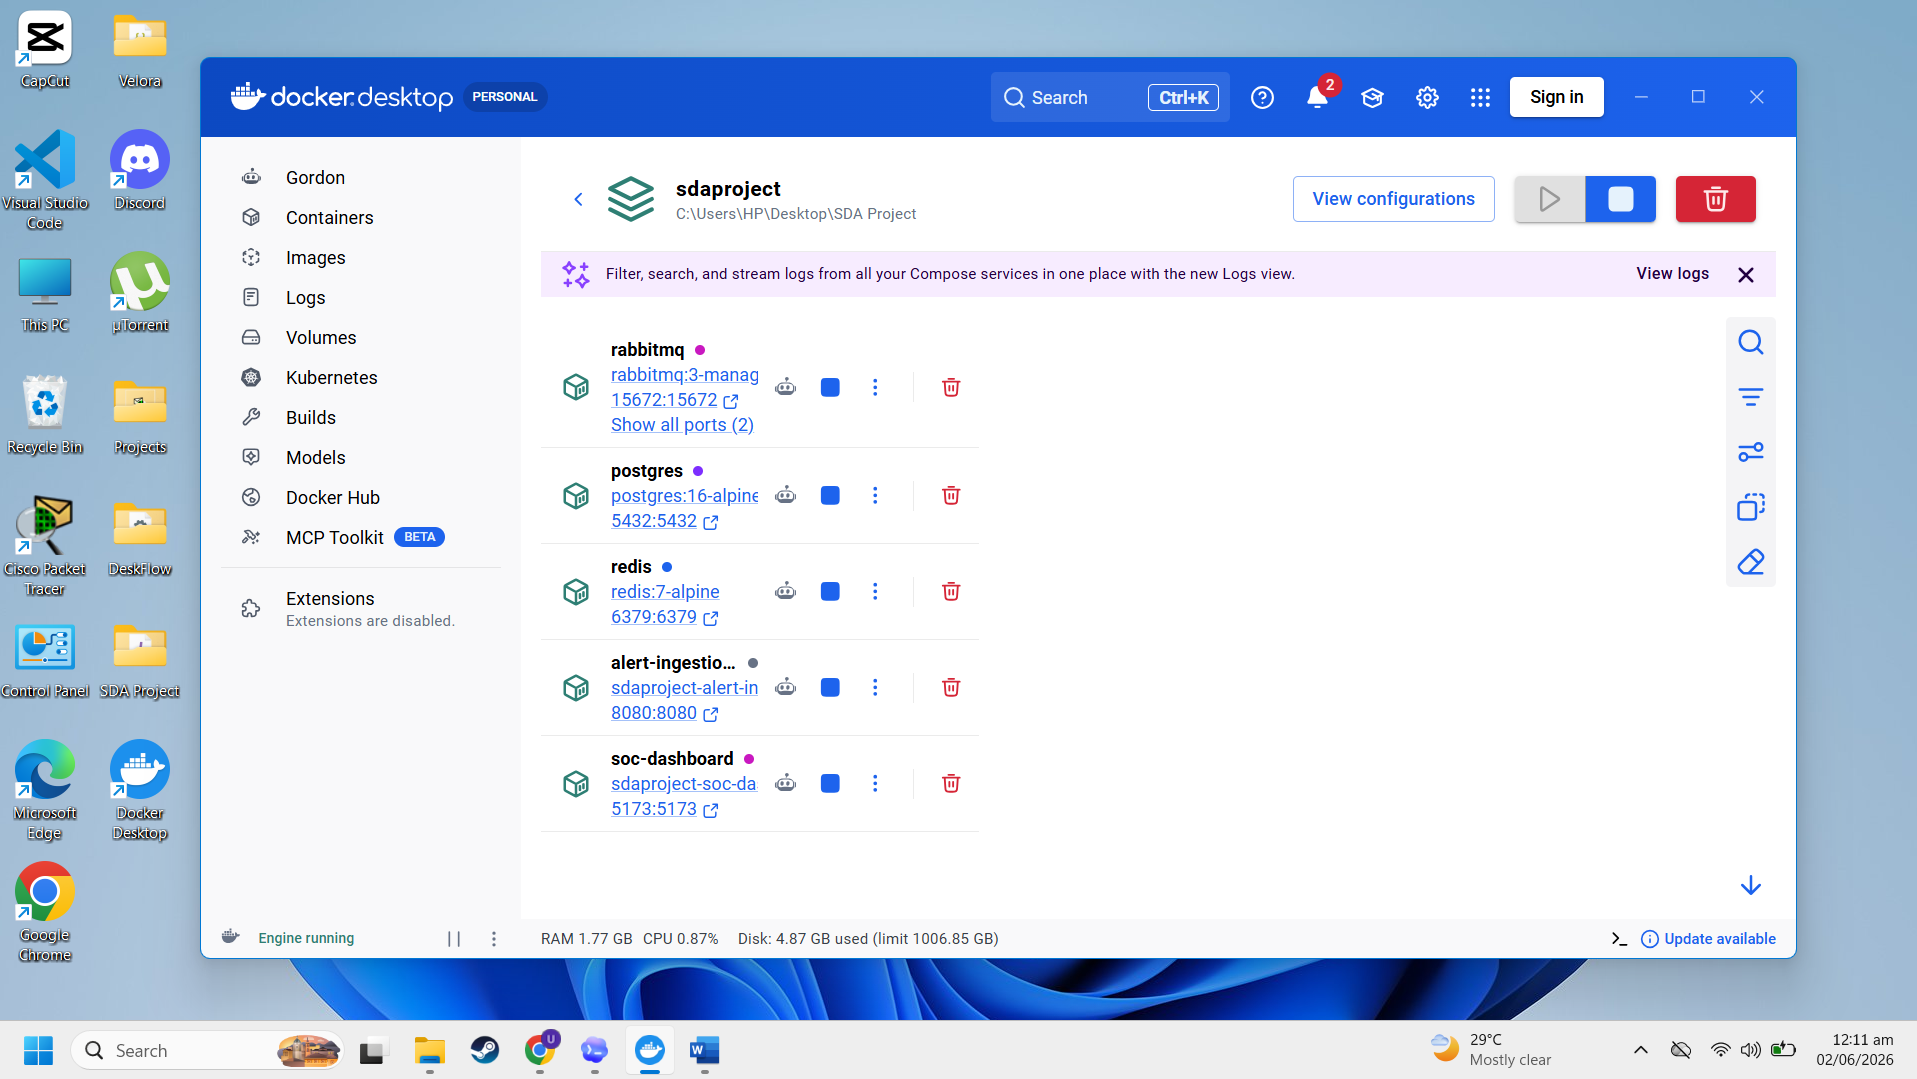 CapCut
Velora
Visual Studio
Code
Discord
This PC
µTorrent
Recycle Bin
Projects
Cisco Packet
Tracer
DeskFlow
Control Panel
SDA Project
Microsoft
Edge
Docker
Desktop
Google
Chrome
docker.desktop PERSONAL
Search Ctrl+K
2
Sign in
Gordon
Containers
Images
Logs
Volumes
Kubernetes
Builds
Models
Docker Hub
MCP Toolkit BETA
Extensions
Extensions are disabled.
sdaproject
C:\Users\HP\Desktop\SDA Project
View configurations
Filter, search, and stream logs from all your Compose services in one place with the new Logs view.
View logs
rabbitmq
rabbitmq:3-manag
15672:15672
Show all ports (2)
postgres
postgres:16-alpine
5432:5432
redis
redis:7-alpine
6379:6379
alert-ingestio...
sdaproject-alert-in
8080:8080
soc-dashboard
sdaproject-soc-da
5173:5173
Engine running
RAM 1.77 GB CPU 0.87% Disk: 4.87 GB used (limit 1006.85 GB)
Update available
Search
U
29°C
Mostly clear
12:11 am
02/06/2026